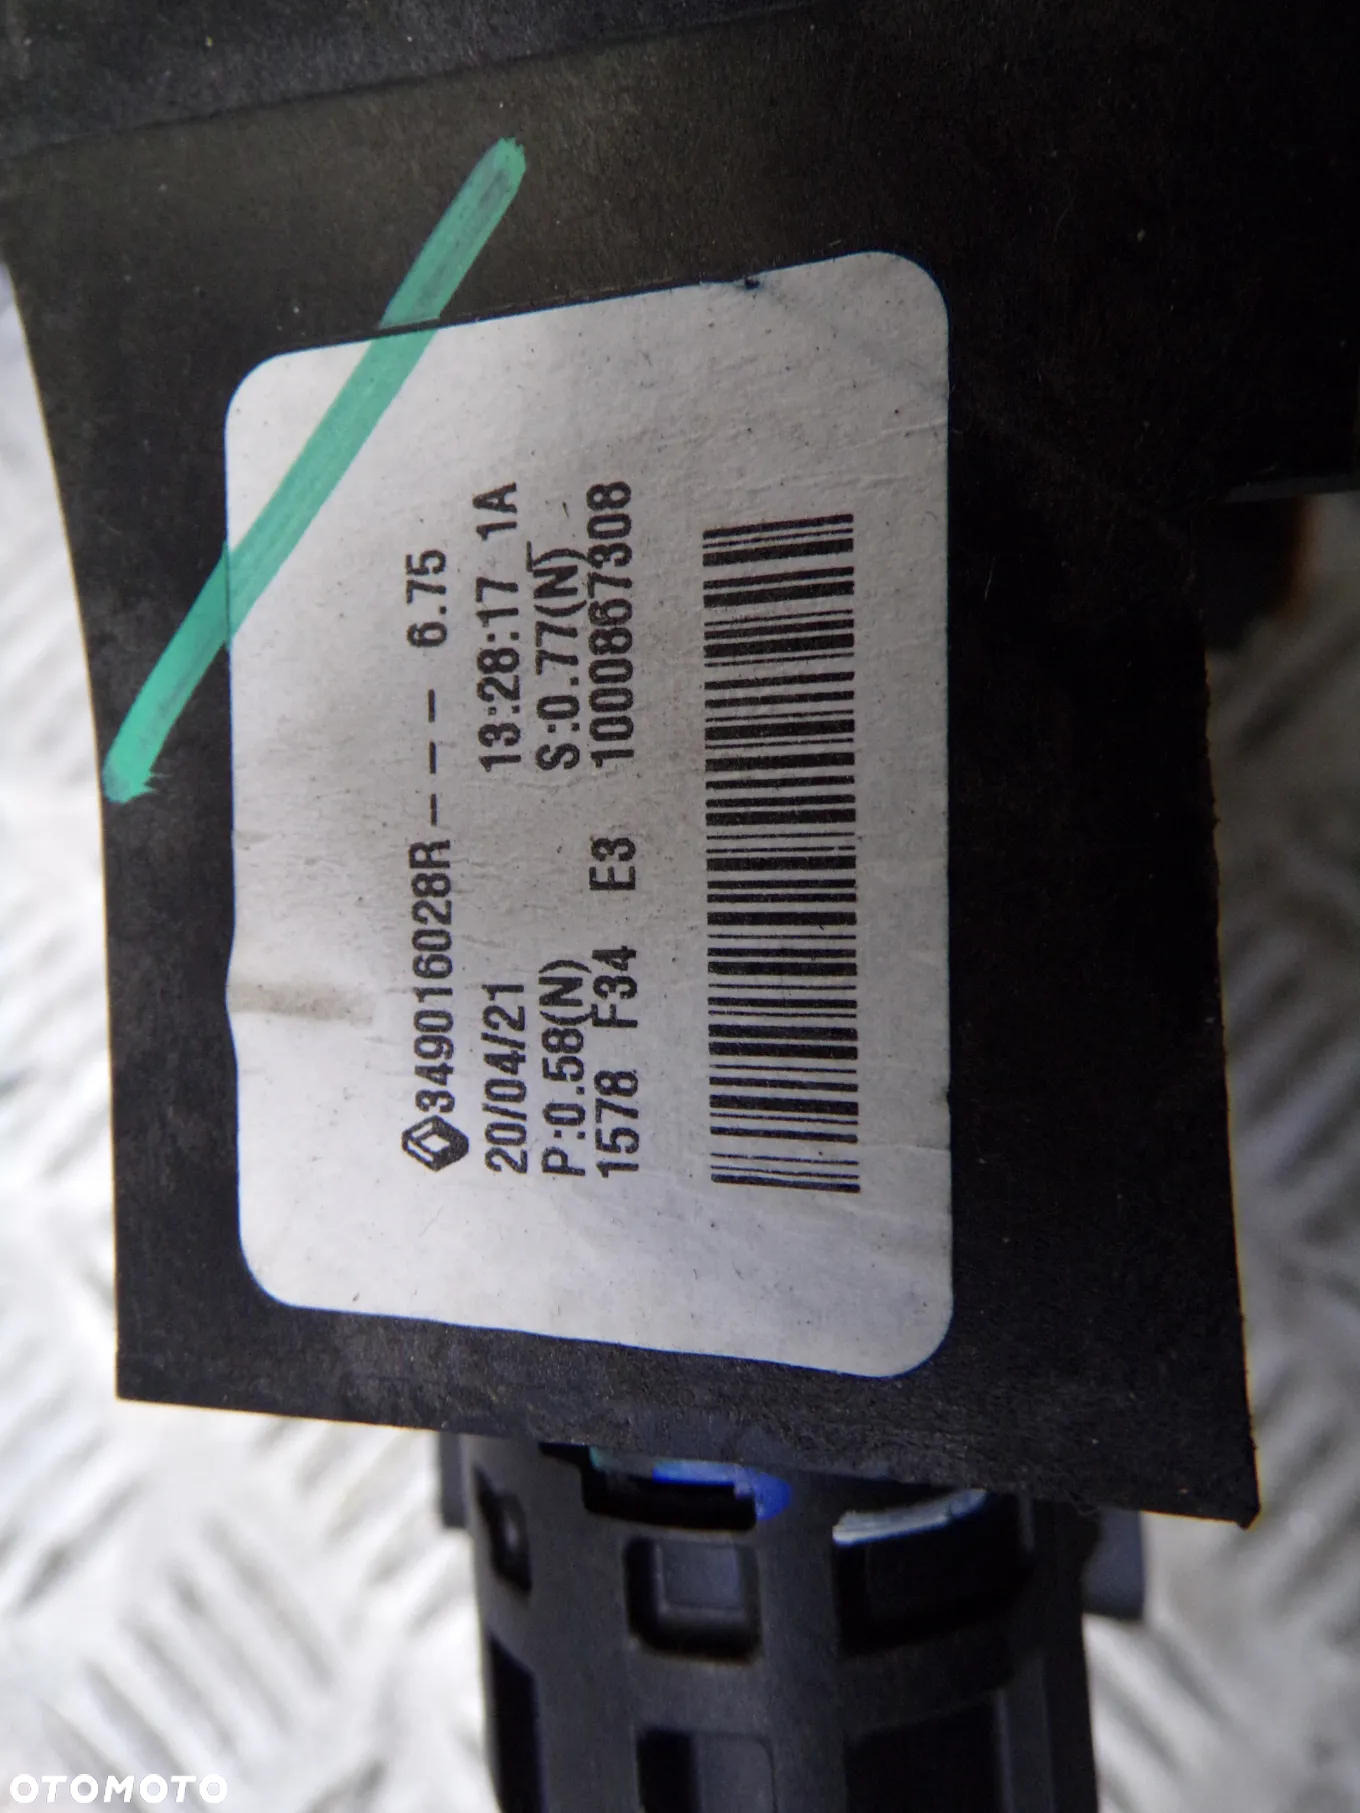 349016028R--- 6.75
20/04/21 13:28:17 1A
P:0.58(N) S:0.77(N)
1578 F34 E3 1000867308
OTOMOTO